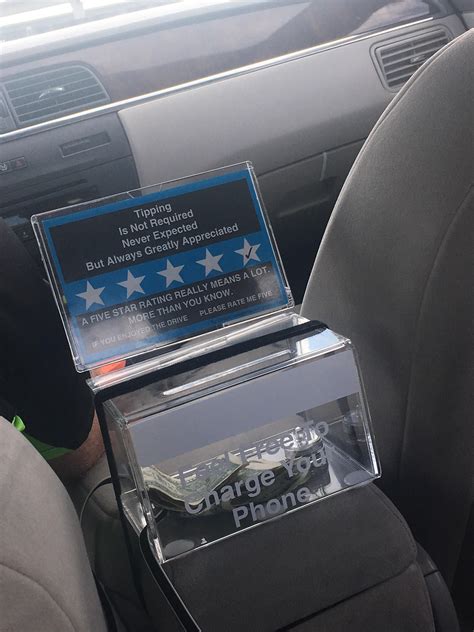 Tipping
Is Not Required
Never Expected
But Always Greatly Appreciated
A FIVE STAR RATING REALLY MEANS A LOT.
MORE THAN YOU KNOW.
IF YOU ENJOYED THE DRIVE PLEASE RATE ME FIVE
Feel Free to
Charge Your
Phone